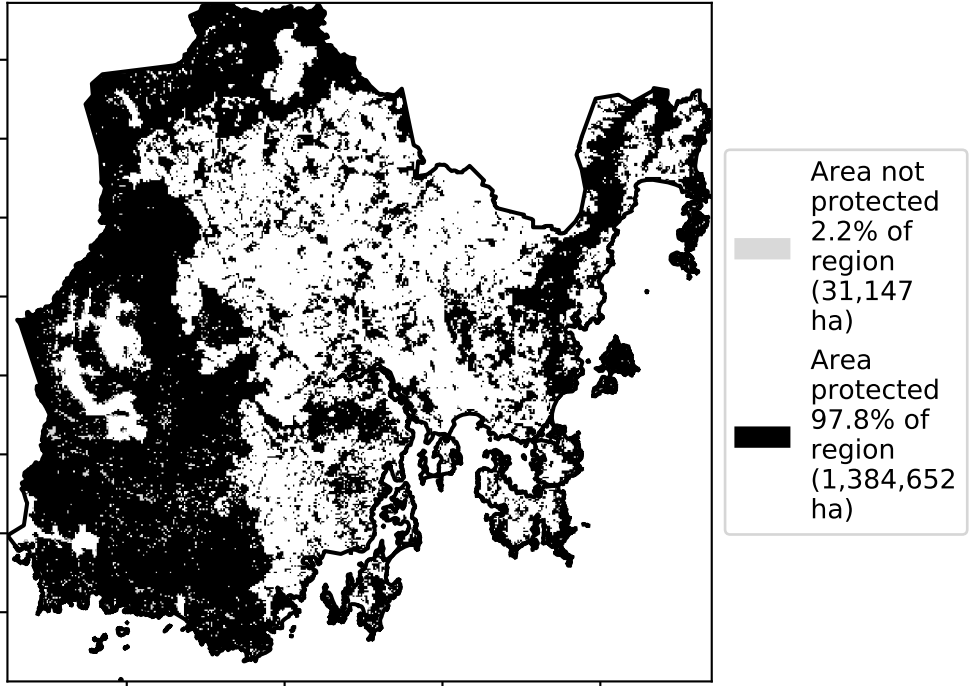 Area not
protected
2.2% of
region
(31,147
ha)
Area
protected
97.8% of
region
(1,384,652
ha)